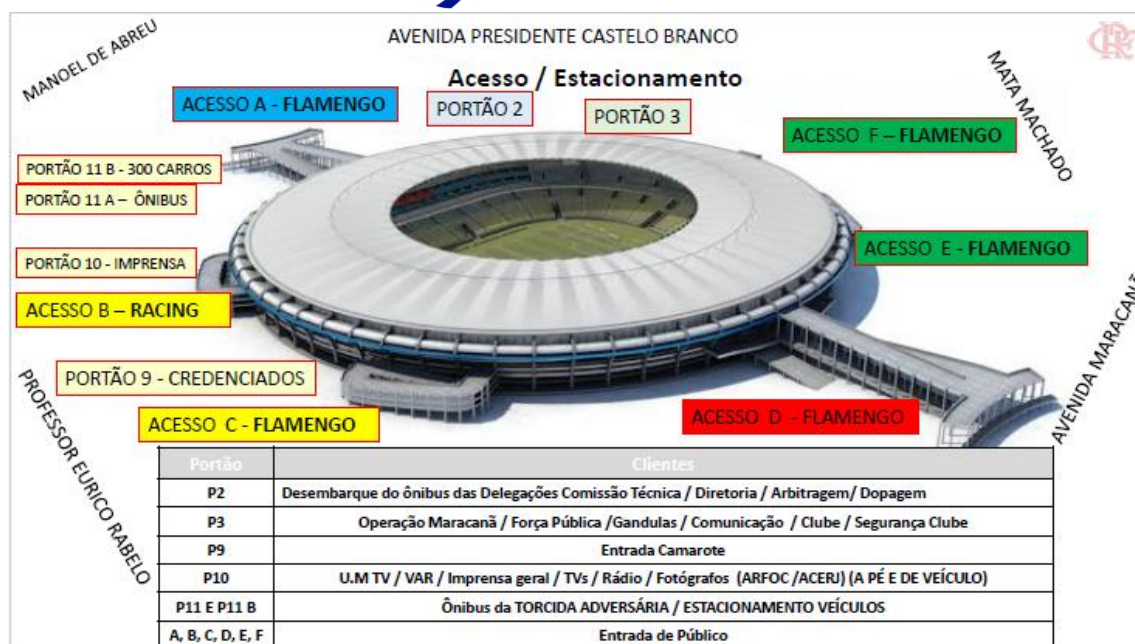 MANOEL DE ABREU
AVENIDA PRESIDENTE CASTELO BRANCO
MATA MACHADO
Acesso / Estacionamento
ACESSO A - FLAMENGO
PORTÃO 2
PORTÃO 3
ACESSO F – FLAMENGO
PORTÃO 11 B - 300 CARROS
PORTÃO 11 A – ÔNIBUS
PORTÃO 10 - IMPRENSA
ACESSO E - FLAMENGO
ACESSO B – RACING
PORTÃO 9 - CREDENCIADOS
ACESSO C - FLAMENGO
ACESSO D - FLAMENGO
AVENIDA MARACANÃ
PROFESSOR EURICO RABELO
Portão Clientes
P2 Desembarque do ônibus das Delegações Comissão Técnica / Diretoria / Arbitragem/ Dopagem
P3 Operação Maracanã / Força Pública /Gandulas / Comunicação / Clube / Segurança Clube
P9 Entrada Camarote
P10 U.M TV / VAR / Imprensa geral / TVs / Rádio / Fotógrafos (ARFOC /ACERJ) (A PÉ E DE VEÍCULO)
P11 E P11 B Ônibus da TORCIDA ADVERSÁRIA / ESTACIONAMENTO VEÍCULOS
A, B, C, D, E, F Entrada de Público